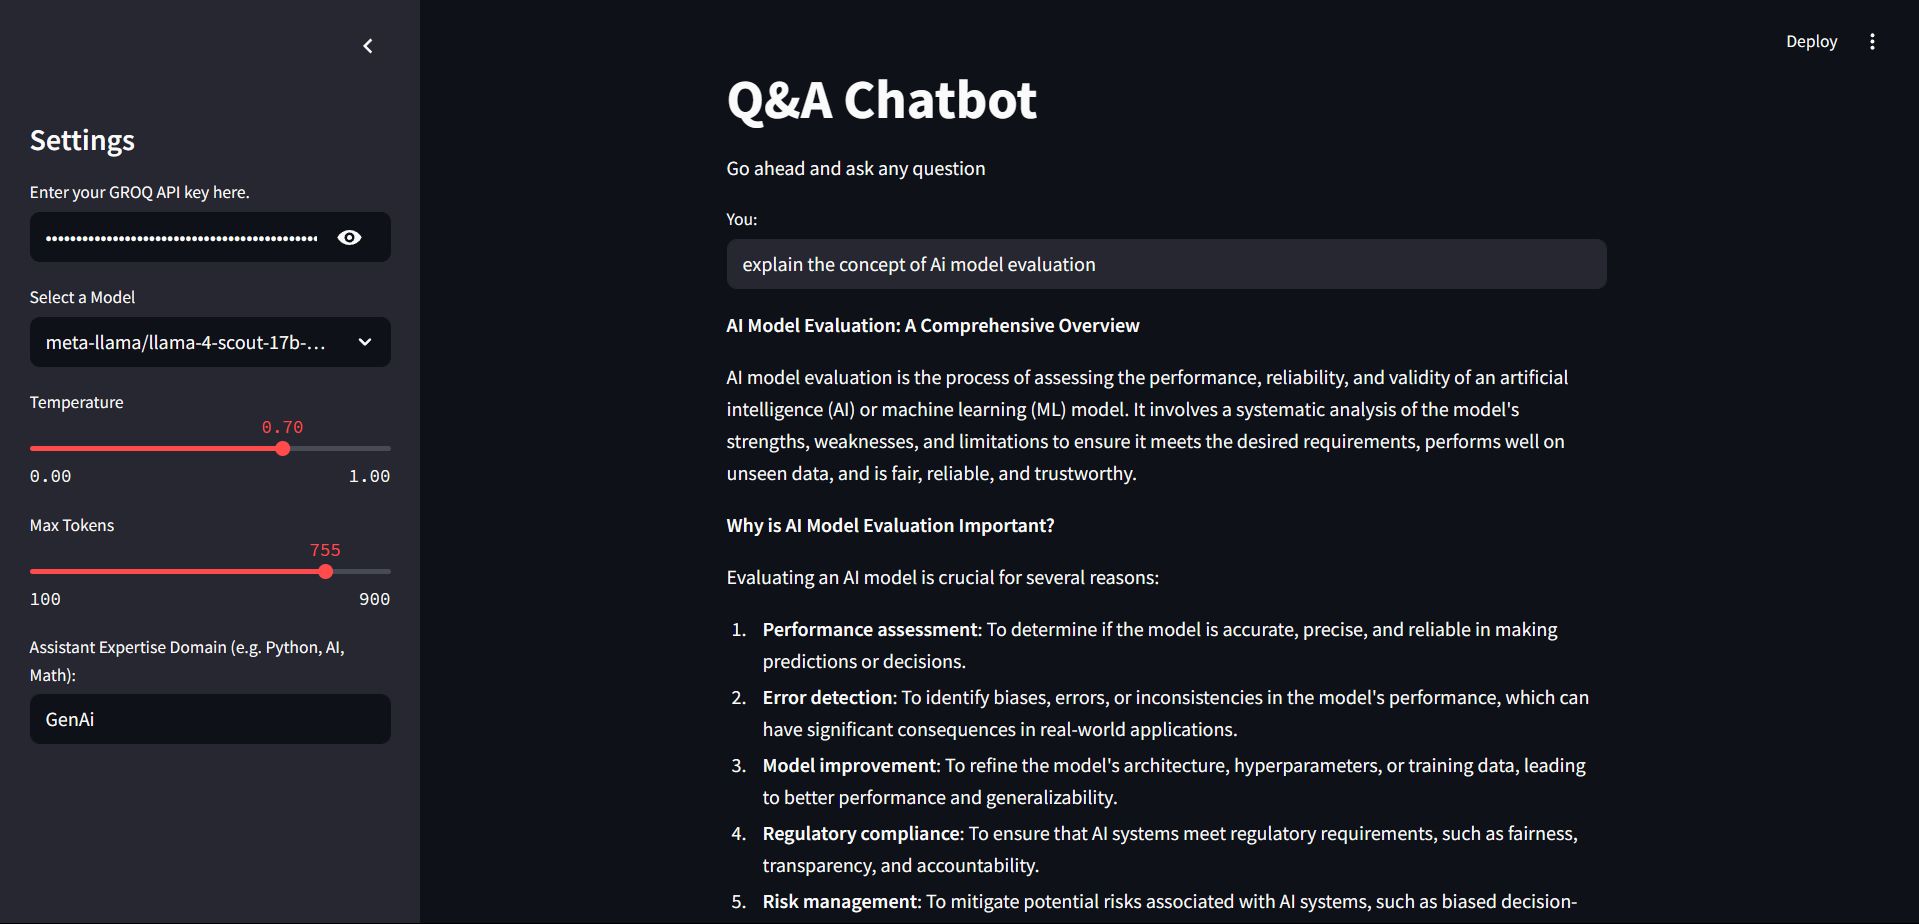 Settings
Enter your GROQ API key here.
••••••••••••••••••••••••••••••••••••••••••••••
Select a Model
meta-llama/llama-4-scout-17b-...
Temperature
0.70
0.00 1.00
Max Tokens
755
100 900
Assistant Expertise Domain (e.g. Python, AI,
Math):
GenAi
Deploy
Q&A Chatbot
Go ahead and ask any question
You:
explain the concept of Ai model evaluation
AI Model Evaluation: A Comprehensive Overview
AI model evaluation is the process of assessing the performance, reliability, and validity of an artificial
intelligence (AI) or machine learning (ML) model. It involves a systematic analysis of the model's
strengths, weaknesses, and limitations to ensure it meets the desired requirements, performs well on
unseen data, and is fair, reliable, and trustworthy.
Why is AI Model Evaluation Important?
Evaluating an AI model is crucial for several reasons:
1. Performance assessment: To determine if the model is accurate, precise, and reliable in making
predictions or decisions.
2. Error detection: To identify biases, errors, or inconsistencies in the model's performance, which can
have significant consequences in real-world applications.
3. Model improvement: To refine the model's architecture, hyperparameters, or training data, leading
to better performance and generalizability.
4. Regulatory compliance: To ensure that AI systems meet regulatory requirements, such as fairness,
transparency, and accountability.
5. Risk management: To mitigate potential risks associated with AI systems, such as biased decision-